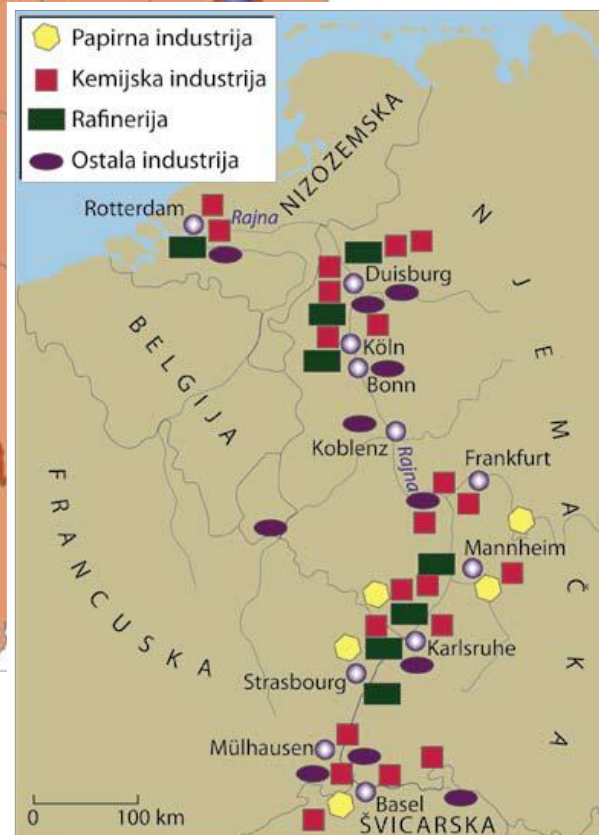 Papirna industrija
Kemijska industrija
Rafinerija
Ostala industrija
NIZOZEMSKA
Rotterdam
Rajna
NJEMAČKA
Duisburg
BELGIJA
Köln
Bonn
Koblenz
Rajna
Frankfurt
FRANCUSKA
Mannheim
Karlsruhe
Strasbourg
Mülhausen
Basel
ŠVICARSKA
0 100 km